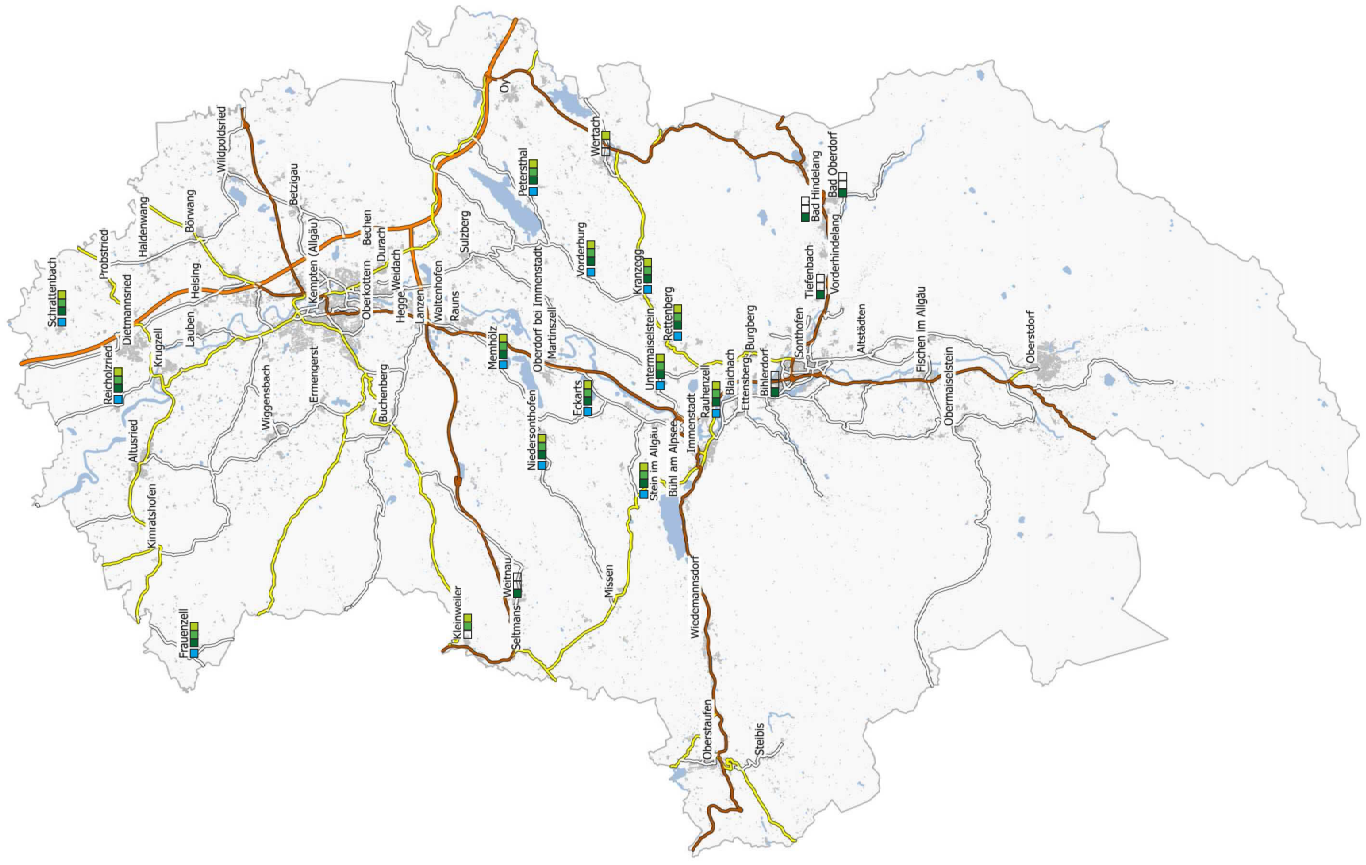 Schrattenbach
Probstried
Haldenwang
Börwang
Wildpoldsried
Betzigau
Reicholzried
Dietmannsried
Krugzell
Lauben
Heising
Altusried
Wiggensbach
Ermengerst
Kempten (Allgäu)
Oberkottern
Bechen
Durach
Weidach
Hegge
Lanzen
Waltenhofen
Rauns
Sulzberg
Oy
Petersthal
Wertach
Kimratshofen
Buchenberg
Frauenzell
Memhölz
Oberdorf bei Immenstadt
Martinszell
Vorderburg
Kranzegg
Rettenberg
Untermaiselstein
Niedersonthofen
Eckarts
Stein im Allgäu
Bühl am Alpsee
Immenstadt
Rauhenzell
Blaichach
Ettensberg
Bihlerdorf
Burgberg
Sonthofen
Tiefenbach
Vorderhindelang
Bad Hindelang
Bad Oberdorf
Kleinweiler
Weitnau
Seltmans
Missen
Wiedemannsdorf
Oberstaufen
Steibis
Altstädten
Fischen im Allgäu
Obermaiselstein
Oberstdorf